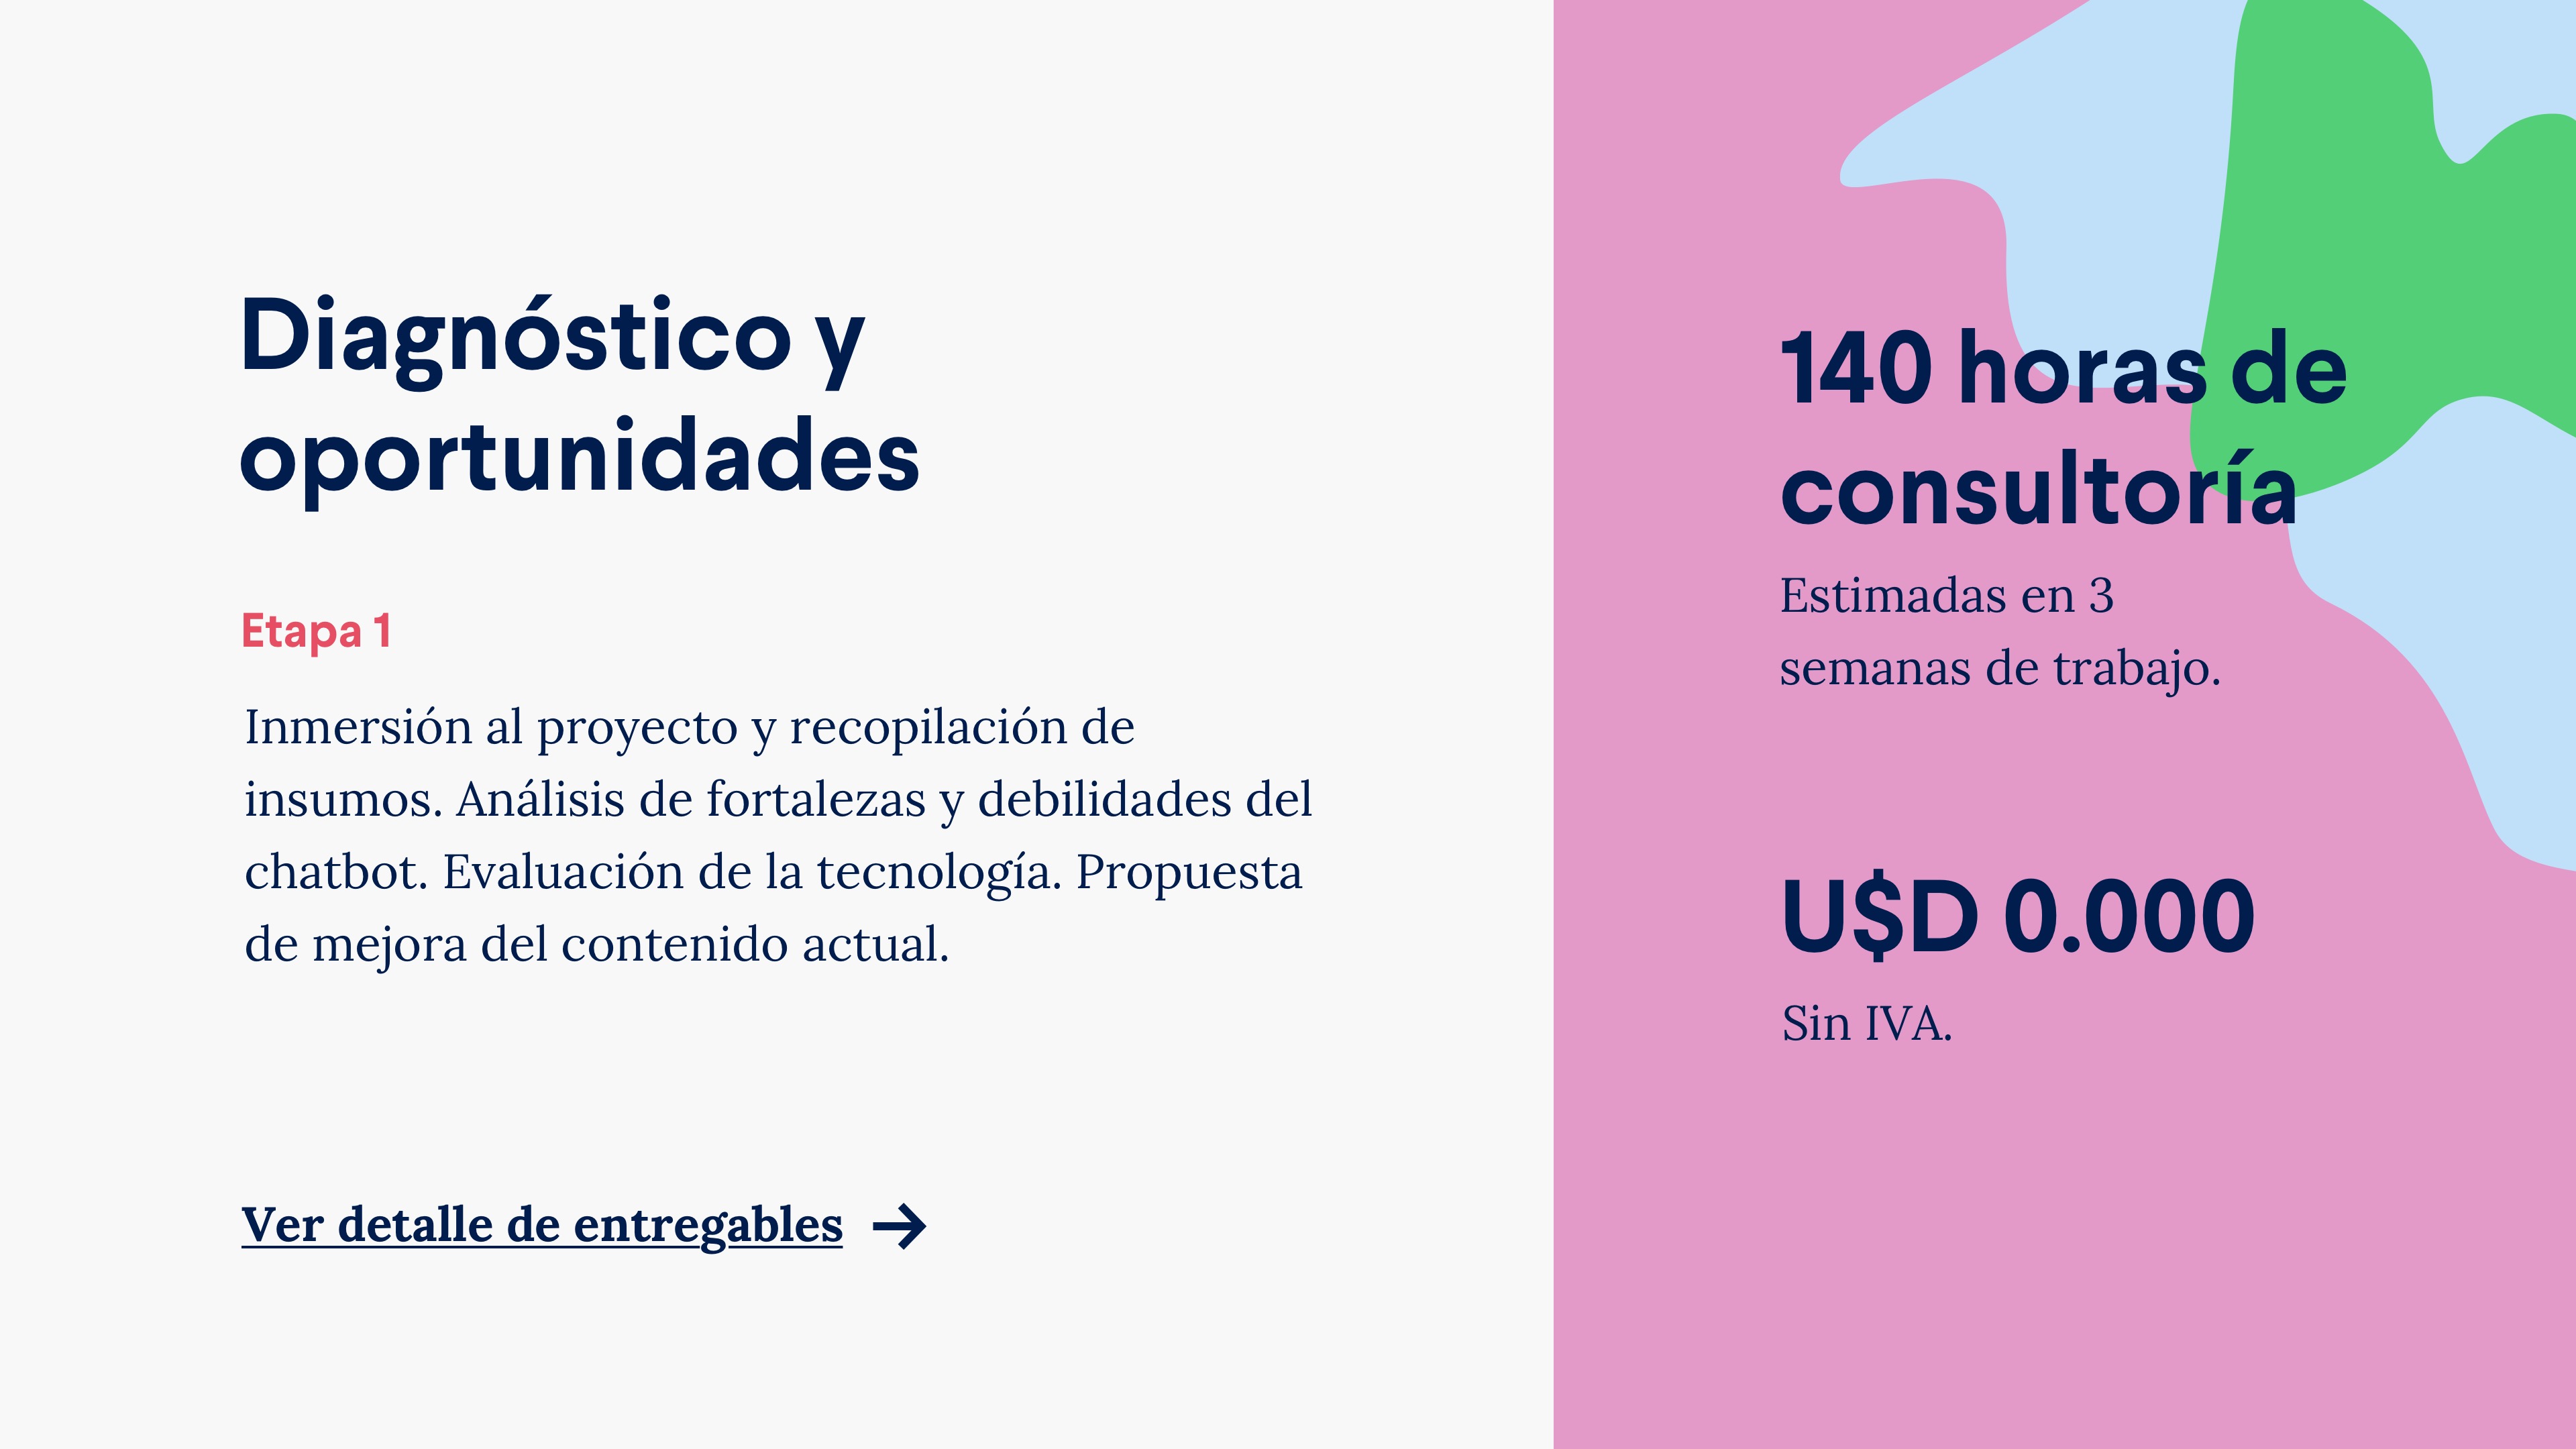 Diagnóstico y
oportunidades
Etapa 1
Inmersión al proyecto y recopilación de
insumos. Análisis de fortalezas y debilidades del
chatbot. Evaluación de la tecnología. Propuesta
de mejora del contenido actual.
Ver detalle de entregables →
140 horas de
consultoría
Estimadas en 3
semanas de trabajo.
U$D 0.000
Sin IVA.